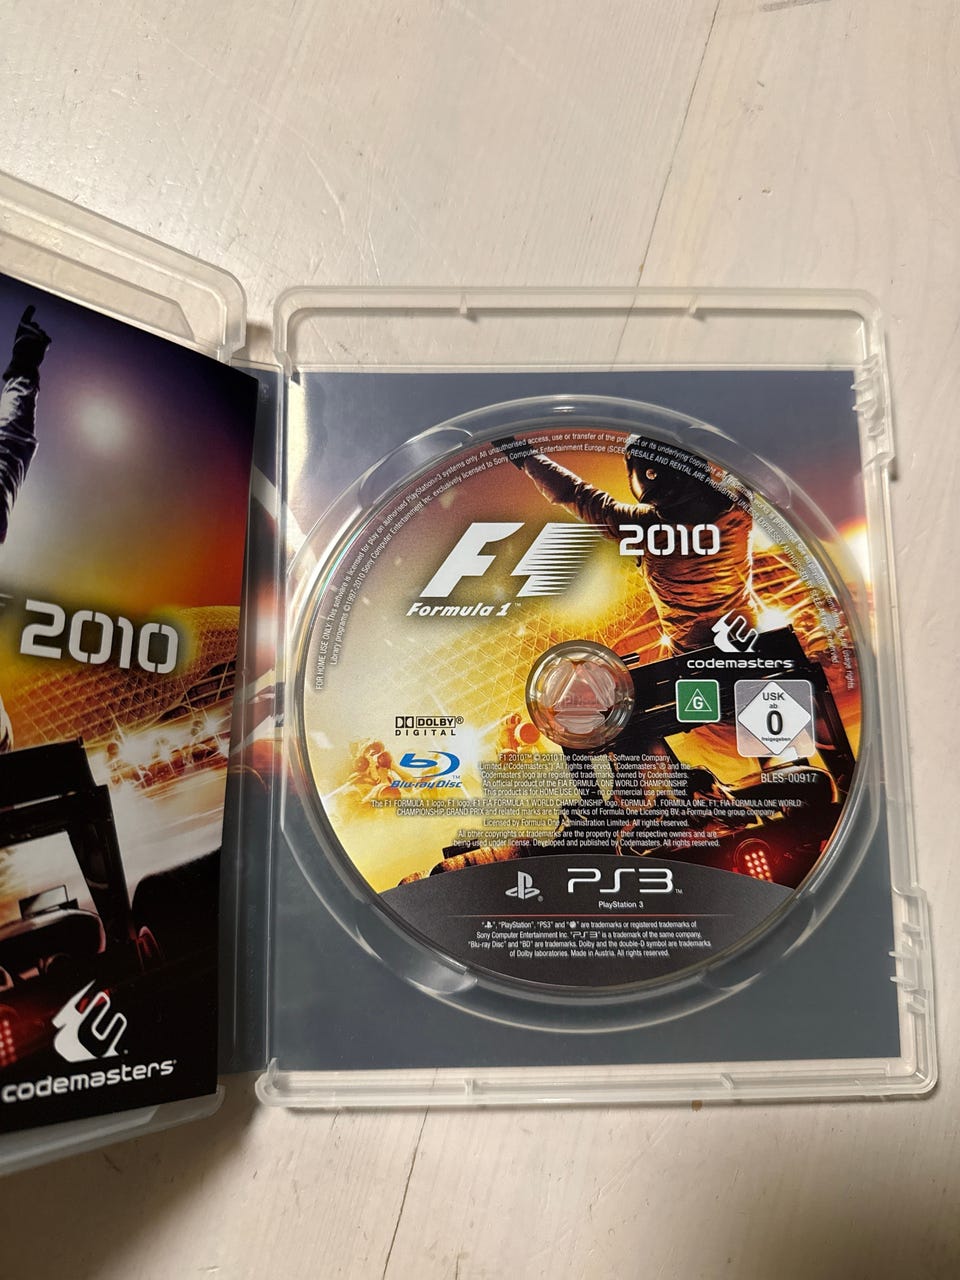 2010
codemasters
FOR HOME USE ONLY. This software is licensed for play on authorised PlayStation®3 systems only. All unauthorised access, use or transfer of the product or its underlying copyright and
Library programs ©1997-2010 Sony Computer Entertainment Inc. exclusively licensed to Sony Computer Entertainment Europe (SCEE). RESALE AND RENTAL ARE PROHIBITED UNLESS EXPRESSLY
F1 2010
Formula 1™
codemasters
G
USK
ab
0
freigegeben
DOLBY®
DIGITAL
Blu-ray Disc™
BLES-00917
F1 2010™ © 2010 The Codemasters Software Company
Limited ("Codemasters"). All rights reserved. "Codemasters"® and the
Codemasters logo are registered trademarks owned by Codemasters.
An official product of the FIA FORMULA ONE WORLD CHAMPIONSHIP.
This product is for HOME USE ONLY – no commercial use permitted.
The F1 FORMULA 1 logo, F1 logo, F1, FIA FORMULA 1 WORLD CHAMPIONSHIP logo, FORMULA 1, FORMULA ONE, F1, FIA FORMULA ONE WORLD
CHAMPIONSHIP, GRAND PRIX and related marks are trade marks of Formula One Licensing BV, a Formula One group company.
Licensed by Formula One Administration Limited. All rights reserved.
All other copyrights or trademarks are the property of their respective owners and are
being used under license. Developed and published by Codemasters. All rights reserved.
PS3™
PlayStation 3
"PlayStation", "PS3" and are trademarks or registered trademarks of
Sony Computer Entertainment Inc. "PS3" is a trademark of the same company.
"Blu-ray Disc" and "BD" are trademarks. Dolby and the double-D symbol are trademarks
of Dolby laboratories. Made in Austria. All rights reserved.